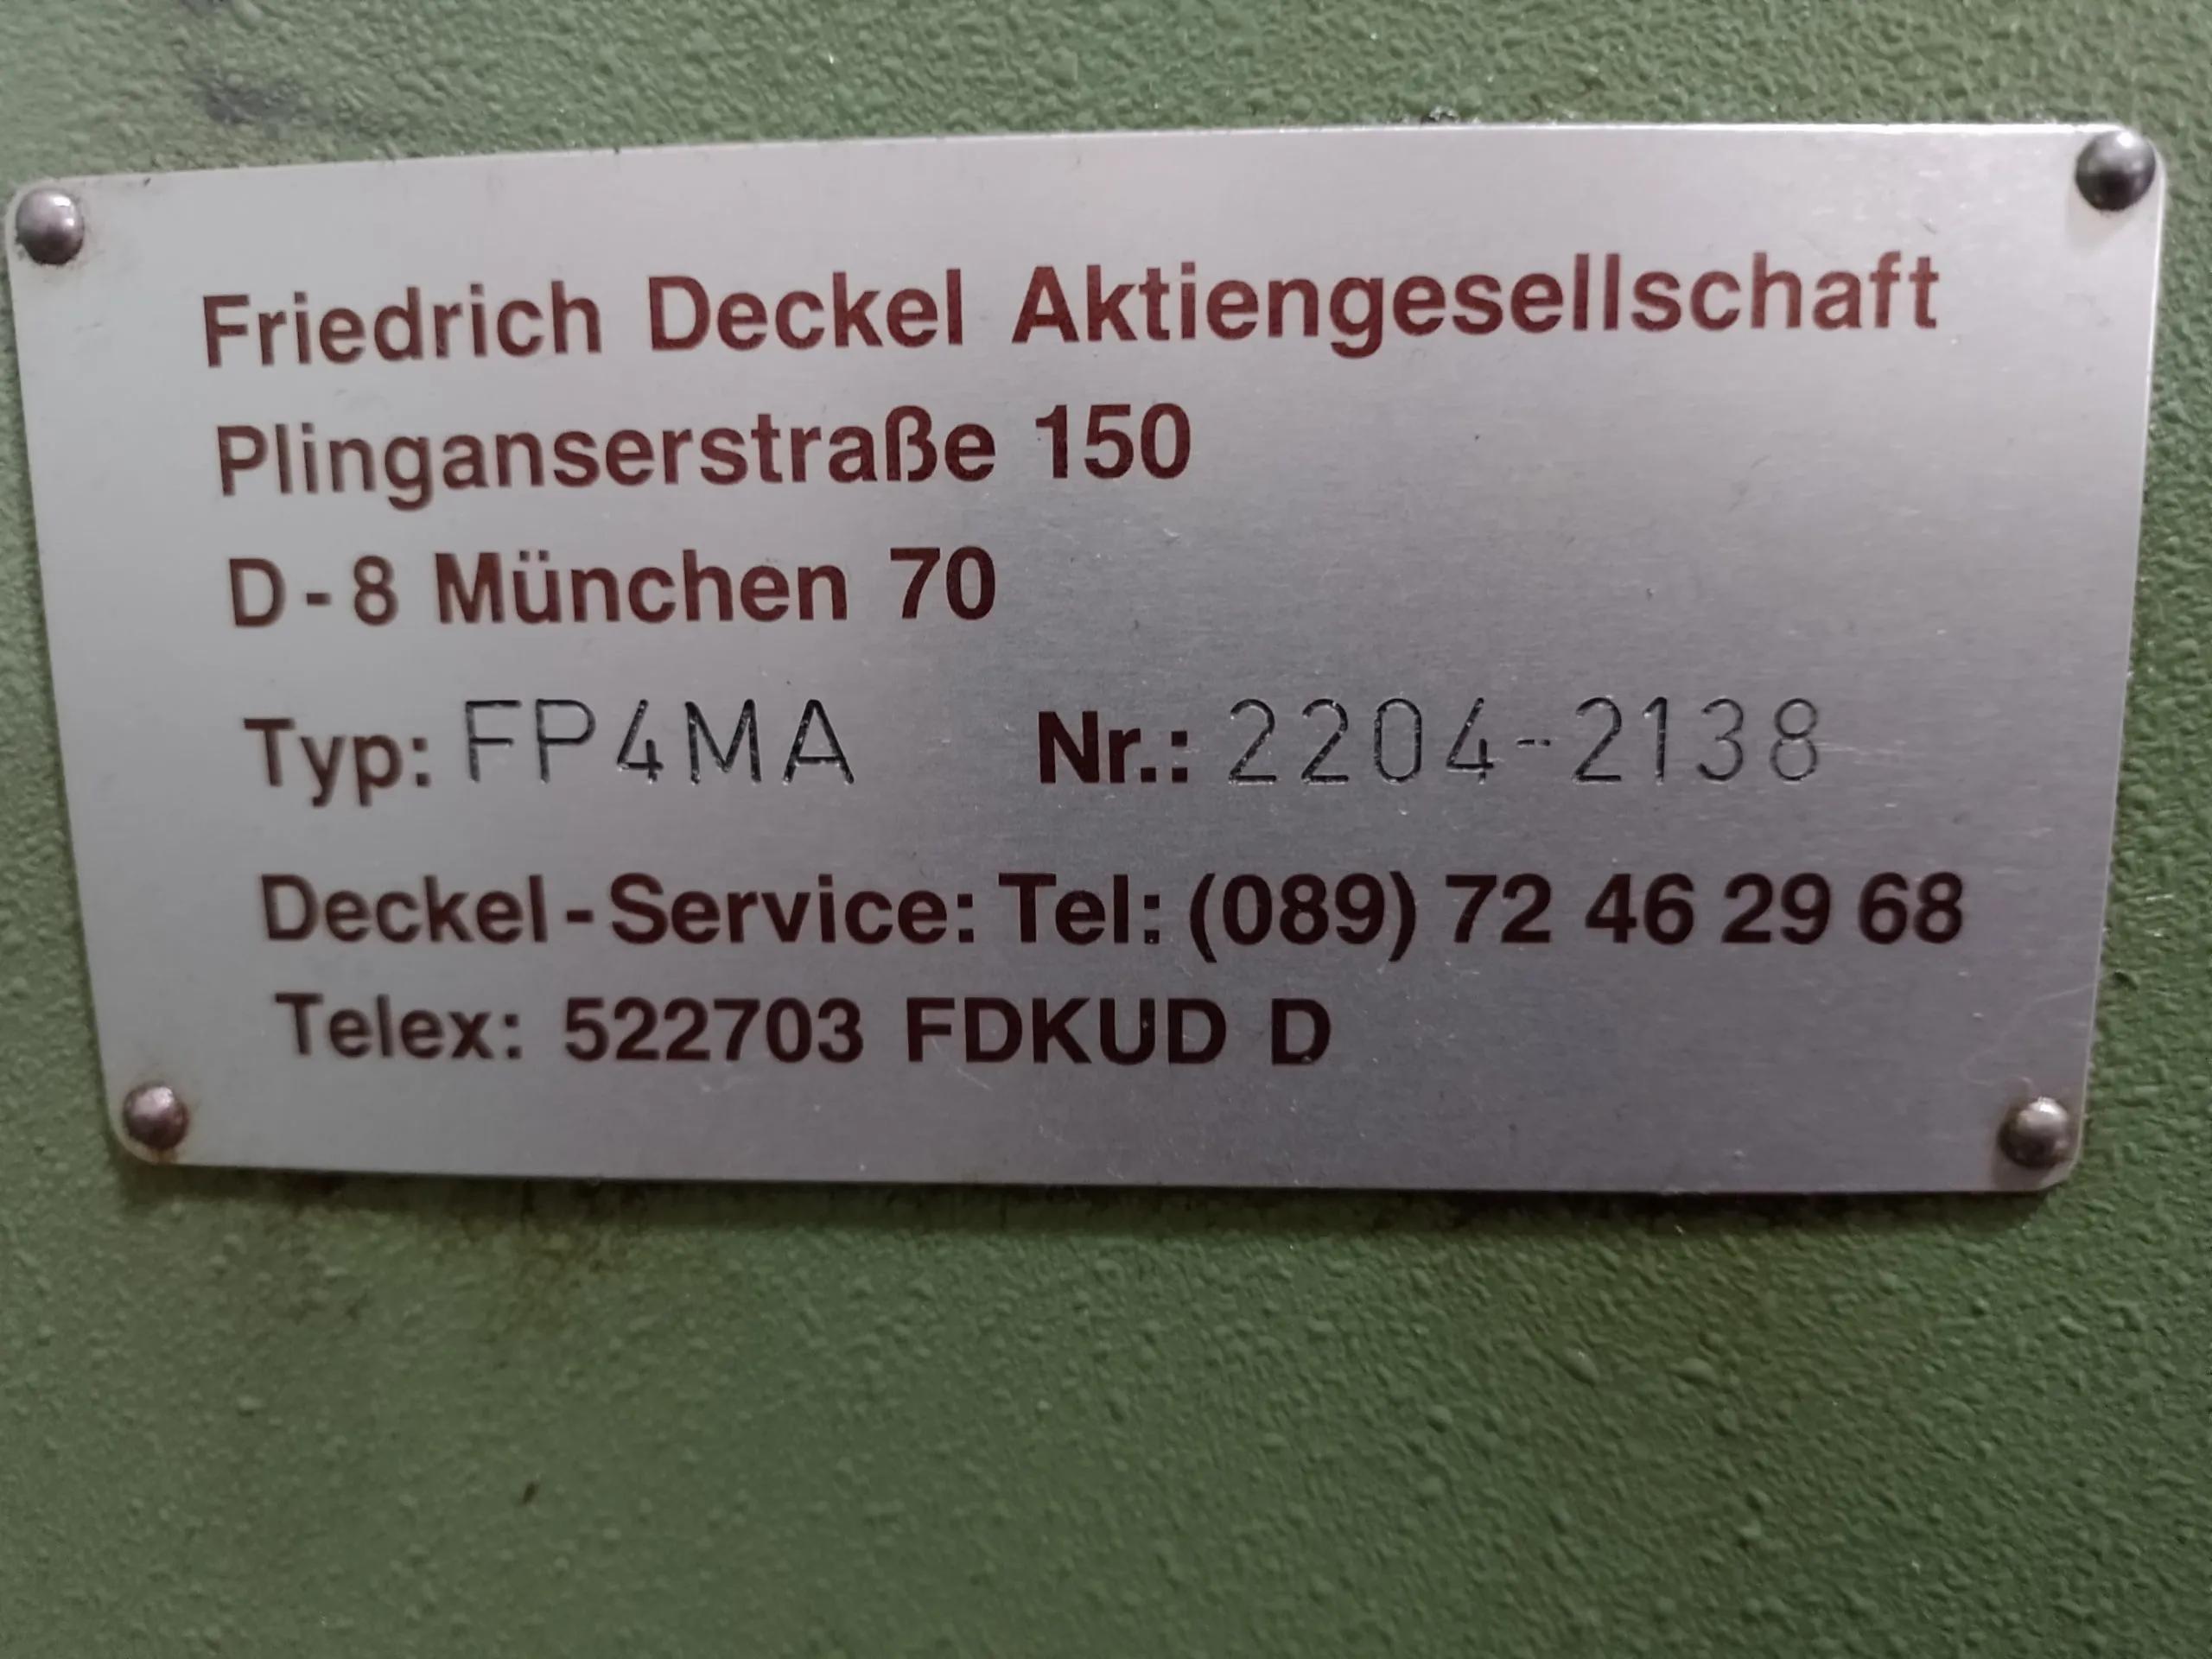 Friedrich Deckel Aktiengesellschaft
Plinganserstraße 150
D-8 München 70
Typ: FP4MA Nr.: 2204-2138
Deckel-Service: Tel: (089) 72 46 29 68
Telex: 522703 FDKUD D